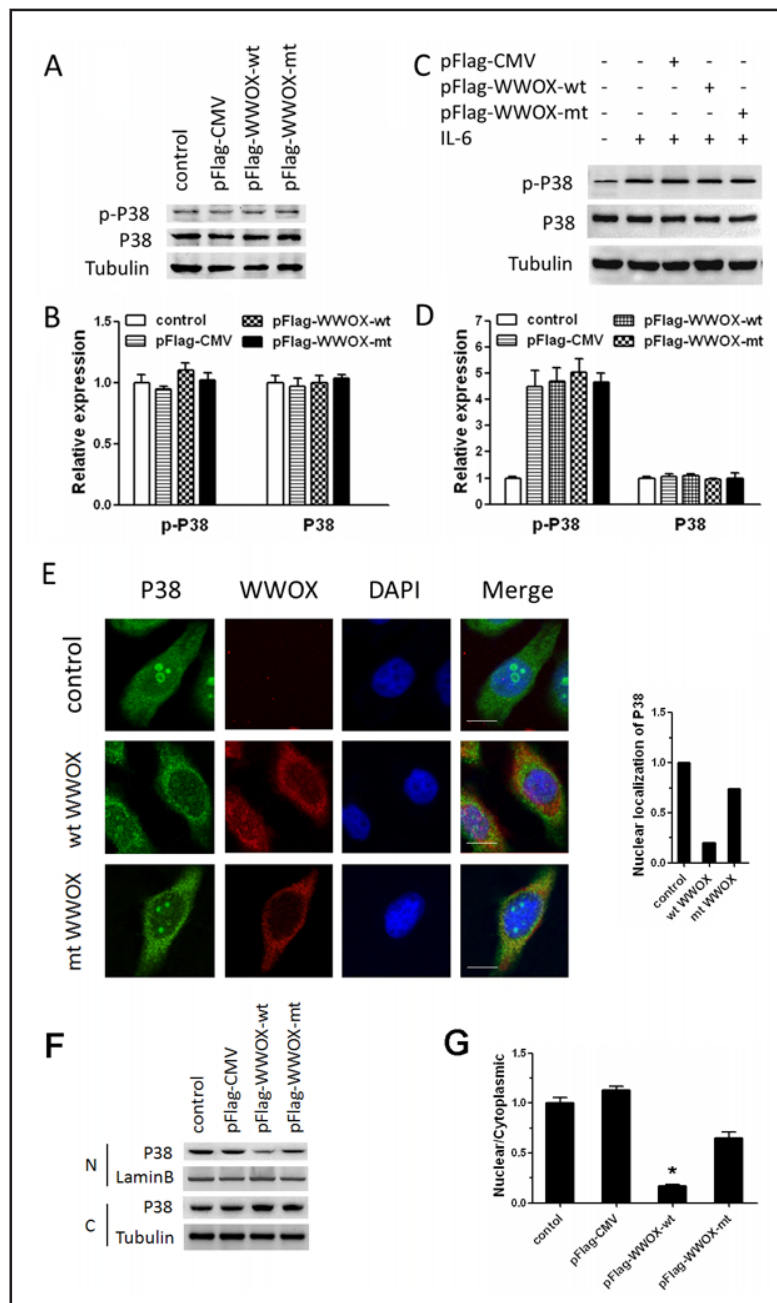 A
control
pFlag-CMV
pFlag-WWOX-wt
pFlag-WWOX-mt
p-P38
P38
Tubulin
C
pFlag-CMV - - + - -
pFlag-WWOX-wt - - - + -
pFlag-WWOX-mt - - - - +
IL-6 - + + + +
p-P38
P38
Tubulin
B
Relative expression
1.5
1.0
0.5
0.0
control
pFlag-CMV
pFlag-WWOX-wt
pFlag-WWOX-mt
p-P38 P38
D
Relative expression
7
6
5
4
3
2
1
0
control
pFlag-CMV
pFlag-WWOX-wt
pFlag-WWOX-mt
p-P38 P38
E
P38 WWOX DAPI Merge
control
wt WWOX
mt WWOX
Nuclear localization of P38
1.5
1.0
0.5
0.0
control
wt WWOX
mt WWOX
F
control
pFlag-CMV
pFlag-WWOX-wt
pFlag-WWOX-mt
N
P38
LaminB
C
P38
Tubulin
G
Nuclear/Cytoplasmic
1.5
1.0
0.5
0.0
*
control
pFlag-CMV
pFlag-WWOX-wt
pFlag-WWOX-mt